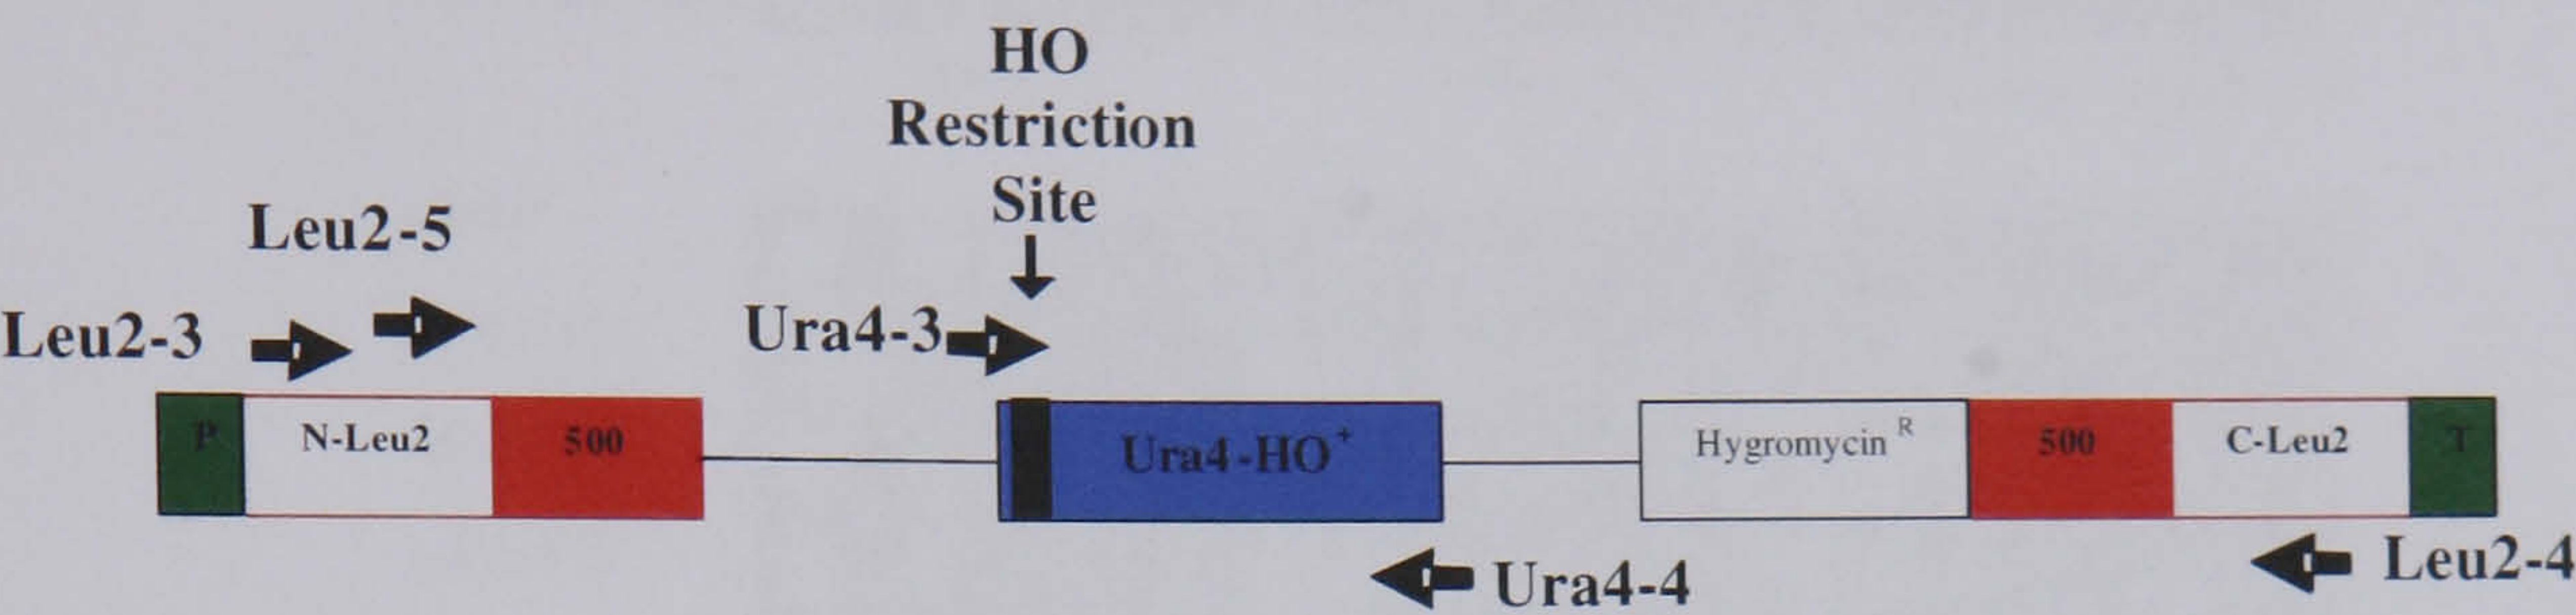 HO
Restriction
Site
Leu2-5
Leu2-3
Ura4-3
P
N-Leu2
500
Ura4-HO⁺
Hygromycin ᴿ
500
C-Leu2
T
Ura4-4
Leu2-4